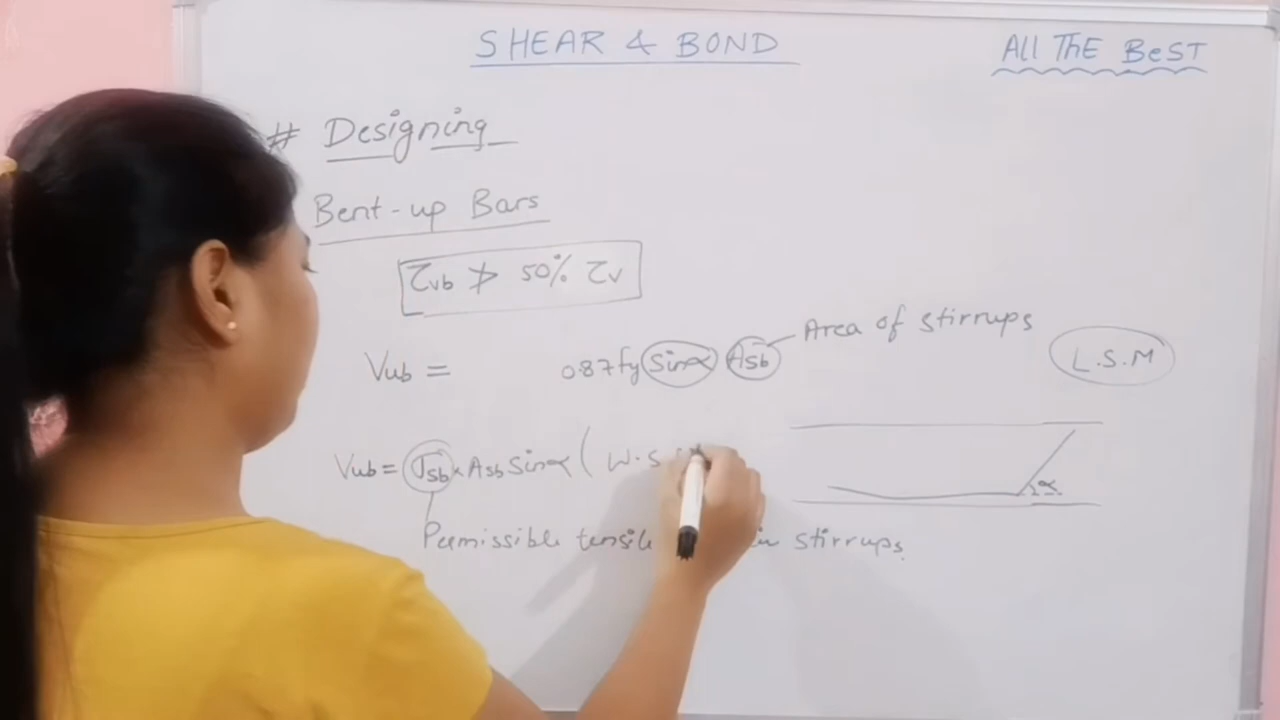 SHEAR & BOND
All ThE BeST
# Designing
Bent-up Bars
τvb ≯ 50% τv
Area of stirrups
Vub = 0.87fy Sinα Asb
L.S.M
Vub = σsb × Asb Sinα ( W.S
α
Permissible tensile in stirrups.